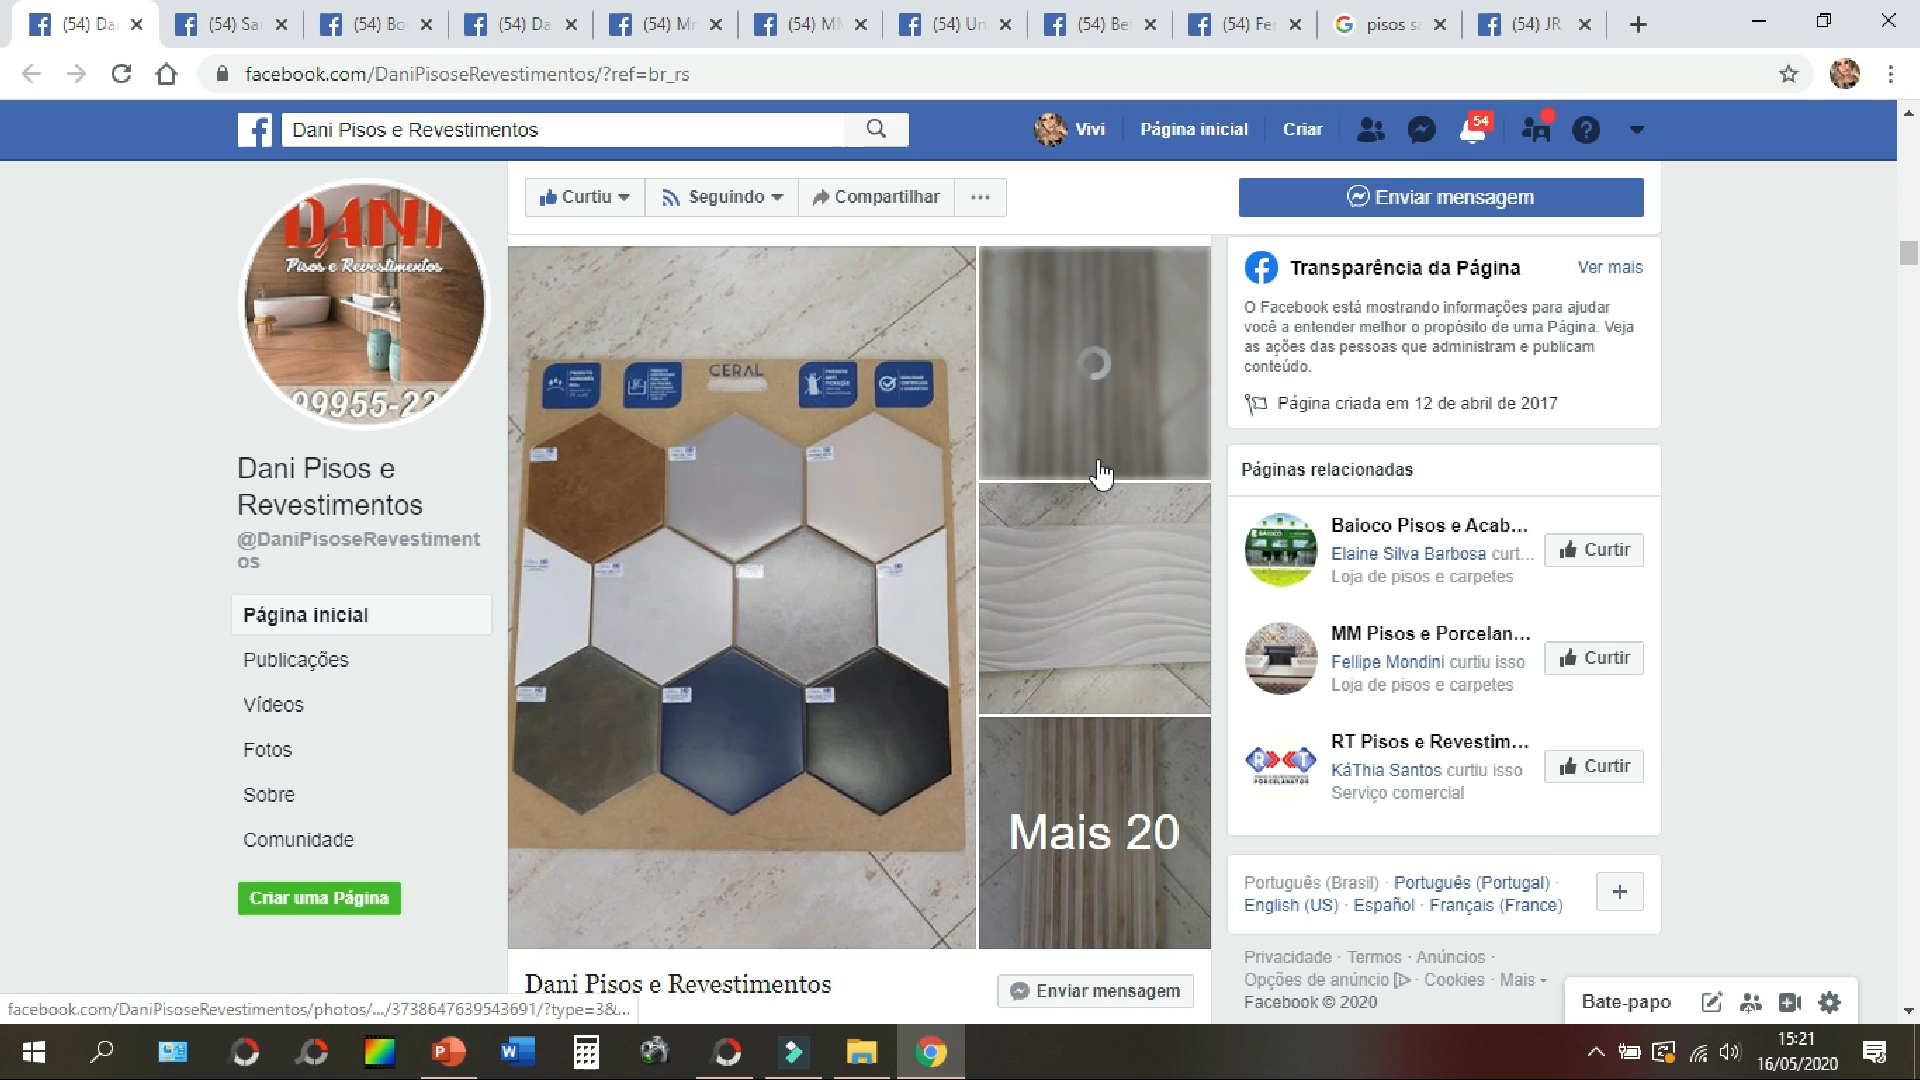 (54) Da
(54) Sa
(54) Bo
(54) Da
(54) Mr
(54) MM
(54) Un
(54) Be
(54) Fe
pisos sa
(54) JR
facebook.com/DaniPisoseRevestimentos/?ref=br_rs
Dani Pisos e Revestimentos
Vivi
Página inicial
Criar
54
Curtiu
Seguindo
Compartilhar
Enviar mensagem
DANI
Pisos e Revestimentos
99955-22
Dani Pisos e
Revestimentos
@DaniPisoseRevestiment
os
Página inicial
Publicações
Vídeos
Fotos
Sobre
Comunidade
Criar uma Página
CERAL
Mais 20
Dani Pisos e Revestimentos
Enviar mensagem
Transparência da Página
Ver mais
O Facebook está mostrando informações para ajudar
você a entender melhor o propósito de uma Página. Veja
as ações das pessoas que administram e publicam
conteúdo.
Página criada em 12 de abril de 2017
Páginas relacionadas
Baioco Pisos e Acab...
Elaine Silva Barbosa curt...
Loja de pisos e carpetes
Curtir
MM Pisos e Porcelan...
Fellipe Mondini curtiu isso
Loja de pisos e carpetes
Curtir
RT Pisos e Revestim...
KáThia Santos curtiu isso
Serviço comercial
Curtir
Português (Brasil) · Português (Portugal) ·
English (US) · Español · Français (France)
Privacidade · Termos · Anúncios ·
Opções de anúncio · Cookies · Mais
Facebook © 2020
Bate-papo
facebook.com/DaniPisoseRevestimentos/photos/.../3738647639543691/?type=3&...
15:21
16/05/2020